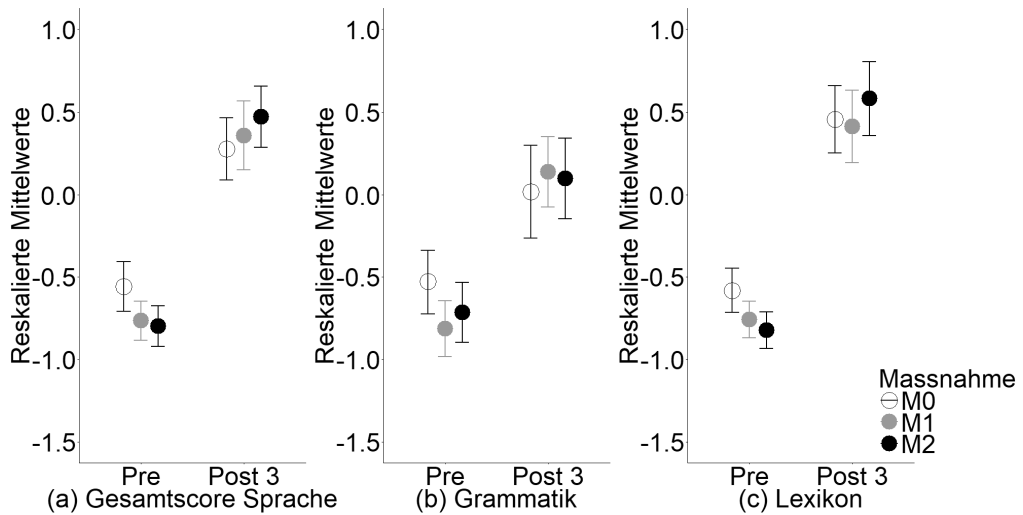 Reskalierte Mittelwerte
1.0
0.5
0.0
-0.5
-1.0
-1.5
Pre Post 3
(a) Gesamtscore Sprache
Reskalierte Mittelwerte
1.0
0.5
0.0
-0.5
-1.0
-1.5
Pre Post 3
(b) Grammatik
Reskalierte Mittelwerte
1.0
0.5
0.0
-0.5
-1.0
-1.5
Pre Post 3
(c) Lexikon
Massnahme
M0
M1
M2